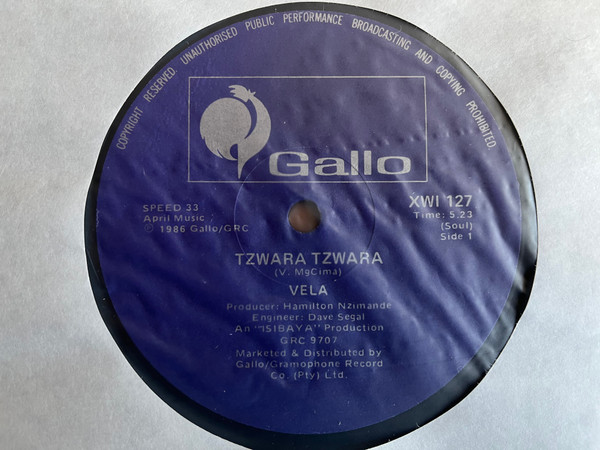 COPYRIGHT RESERVED. UNAUTHORISED PUBLIC PERFORMANCE BROADCASTING AND COPYING PROHIBITED.
Gallo
SPEED 33
April Music
℗ 1986 Gallo/GRC
XWI 127
Time: 5.23
(Soul)
Side 1
TZWARA TZWARA
(V. MgCima)
VELA
Producer: Hamilton Nzimande
Engineer: Dave Segal
An "ISIBAYA" Production
GRC 9707
Marketed & Distributed by
Gallo/Gramophone Record
Co. (Pty) Ltd.